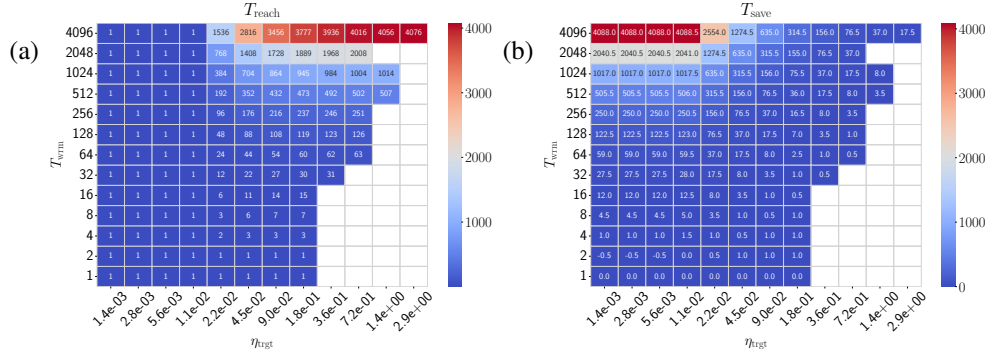 T_reach
(a)
4096 1 1 1 1 1536 2816 3456 3777 3936 4016 4056 4076
2048 1 1 1 1 768 1408 1728 1889 1968 2008
1024 1 1 1 1 384 704 864 945 984 1004 1014
512 1 1 1 1 192 352 432 473 492 502 507
256 1 1 1 1 96 176 216 237 246 251
128 1 1 1 1 48 88 108 119 123 126
64 1 1 1 1 24 44 54 60 62 63
32 1 1 1 1 12 22 27 30 31
16 1 1 1 1 6 11 14 15
8 1 1 1 1 3 6 7 7
4 1 1 1 1 2 3 3 3
2 1 1 1 1 1 1 1 1
1 1 1 1 1 1 1 1 1
T_wrm
1.4e-03 2.8e-03 5.6e-03 1.1e-02 2.2e-02 4.5e-02 9.0e-02 1.8e-01 3.6e-01 7.2e-01 1.4e+00 2.9e+00
η_trgt
4000
3000
2000
1000
T_save
(b)
4096 4088.0 4088.0 4088.0 4088.5 2554.0 1274.5 635.0 314.5 156.0 76.5 37.0 17.5
2048 2040.5 2040.5 2040.5 2041.0 1274.5 635.0 315.5 155.0 76.5 37.0
1024 1017.0 1017.0 1017.0 1017.5 635.0 315.5 156.0 75.5 37.0 17.5 8.0
512 505.5 505.5 505.5 506.0 315.5 156.0 76.5 36.0 17.5 8.0 3.5
256 250.0 250.0 250.0 250.5 156.0 76.5 37.0 16.5 8.0 3.5
128 122.5 122.5 122.5 123.0 76.5 37.0 17.5 7.0 3.5 1.0
64 59.0 59.0 59.0 59.5 37.0 17.5 8.0 2.5 1.0 0.5
32 27.5 27.5 27.5 28.0 17.5 8.0 3.5 1.0 0.5
16 12.0 12.0 12.0 12.5 8.0 3.5 1.0 0.5
8 4.5 4.5 4.5 5.0 3.5 1.0 0.5 1.0
4 1.0 1.0 1.0 1.5 1.0 0.5 0.5 1.0
2 -0.5 -0.5 -0.5 0.0 0.5 0.5 0.5 1.0
1 0.0 0.0 0.0 0.0 0.0 0.0 0.0 0.0
T_wrm
1.4e-03 2.8e-03 5.6e-03 1.1e-02 2.2e-02 4.5e-02 9.0e-02 1.8e-01 3.6e-01 7.2e-01 1.4e+00 2.9e+00
η_trgt
4000
3000
2000
1000
0